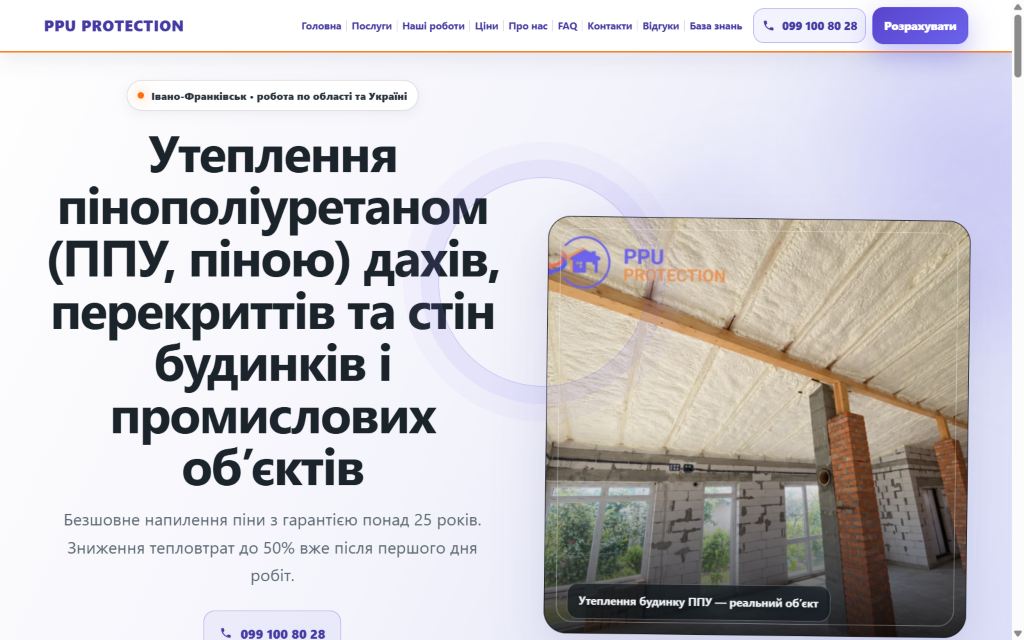 PPU PROTECTION
Головна
Послуги
Наші роботи
Ціни
Про нас
FAQ
Контакти
Відгуки
База знань
099 100 80 28
Розрахувати
Івано-Франківськ • робота по області та Україні
Утеплення
пінополіуретаном
(ППУ, піною) дахів,
перекриттів та стін
будинків і
промислових
об’єктів
Безшовне напилення піни з гарантією понад 25 років.
Зниження тепловтрат до 50% вже після першого дня
робіт.
099 100 80 28
PPU
PROTECTION
Утеплення будинку ППУ — реальний об’єкт